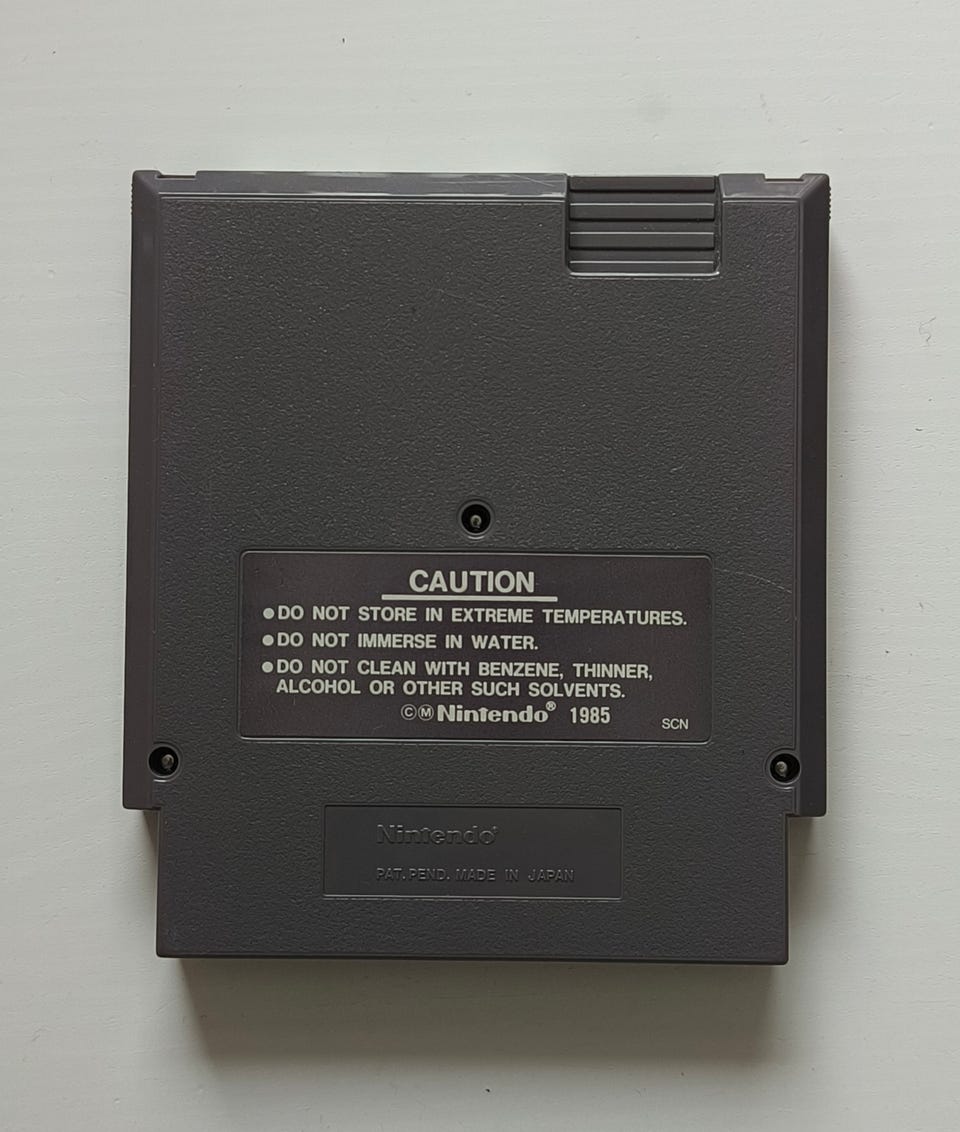 CAUTION
●DO NOT STORE IN EXTREME TEMPERATURES.
●DO NOT IMMERSE IN WATER.
●DO NOT CLEAN WITH BENZENE, THINNER,
ALCOHOL OR OTHER SUCH SOLVENTS.
ⒸⓂNintendo® 1985
SCN
Nintendo®
PAT. PEND. MADE IN JAPAN